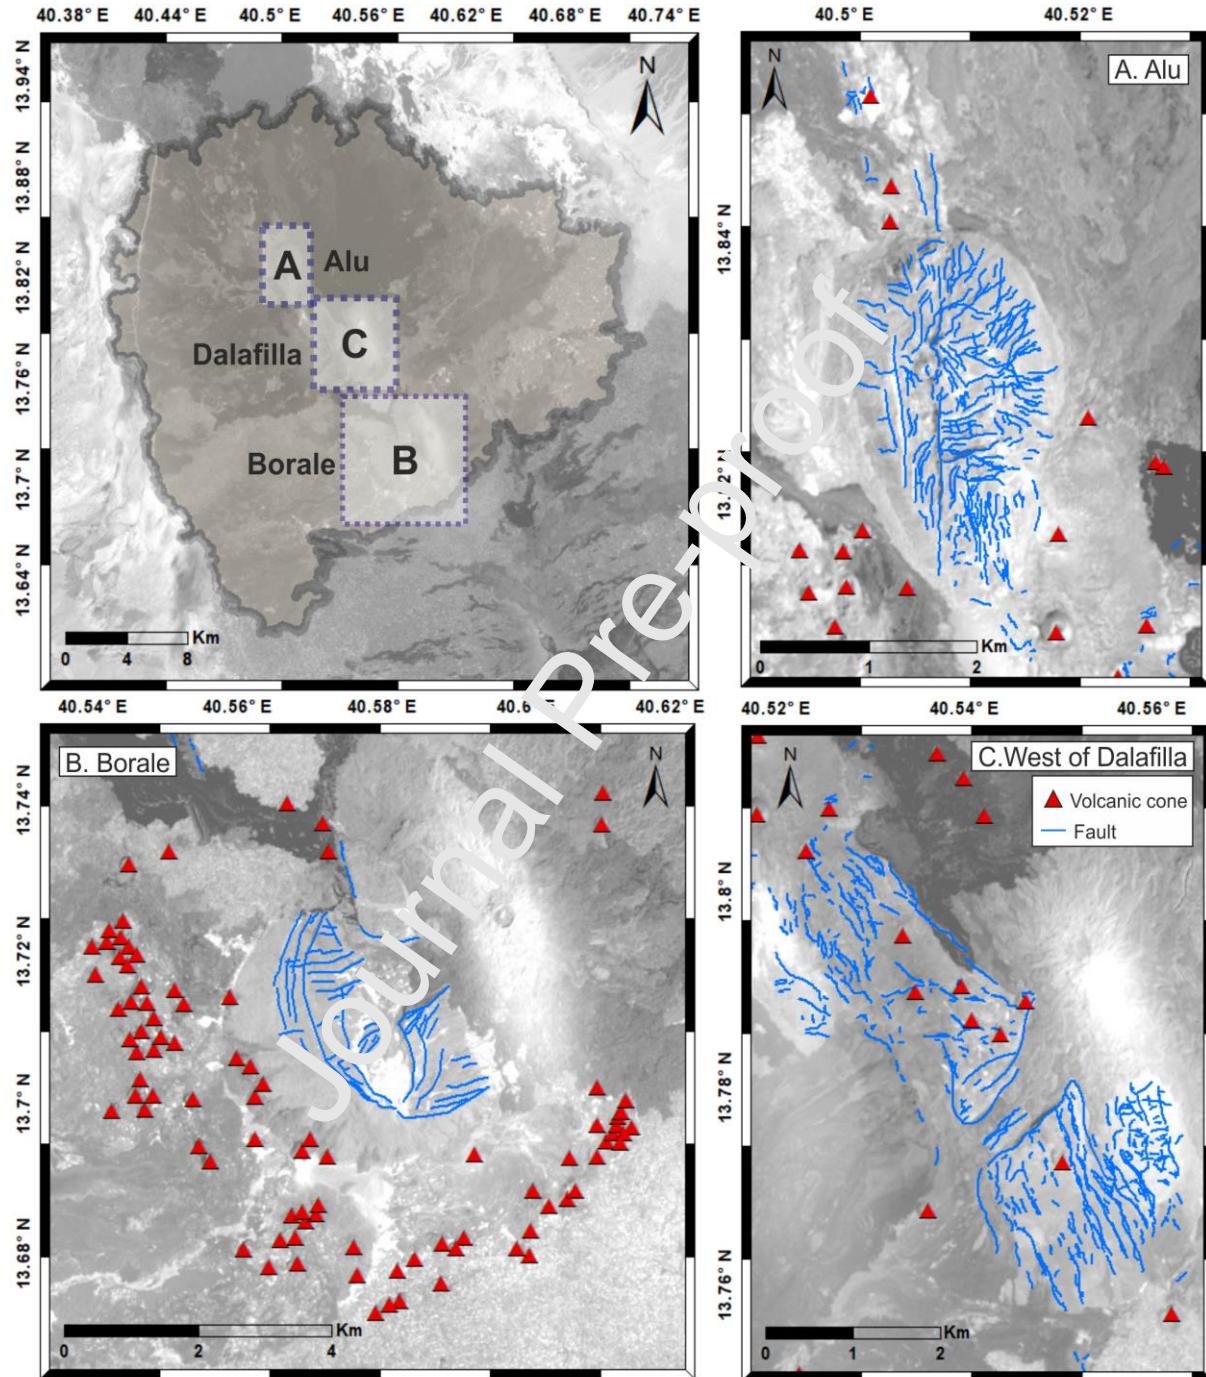 40.38° E 40.44° E 40.5° E 40.56° E 40.62° E 40.68° E 40.74° E
13.94° N
13.88° N
13.82° N
13.76° N
13.7° N
13.64° N
N
A
Alu
C
Dalafilla
B
Borale
Km
0 4 8
40.5° E 40.52° E
A. Alu
N
13.84° N
Km
0 1 2
40.54° E 40.56° E 40.58° E 40.6 40.62° E
B. Borale
N
13.74° N
13.72° N
13.7° N
13.68° N
Km
0 2 4
40.52° E 40.54° E 40.56° E
C.West of Dalafilla
N
Volcanic cone
Fault
13.8° N
13.78° N
13.76° N
Km
0 1 2
Journal Pre-proof